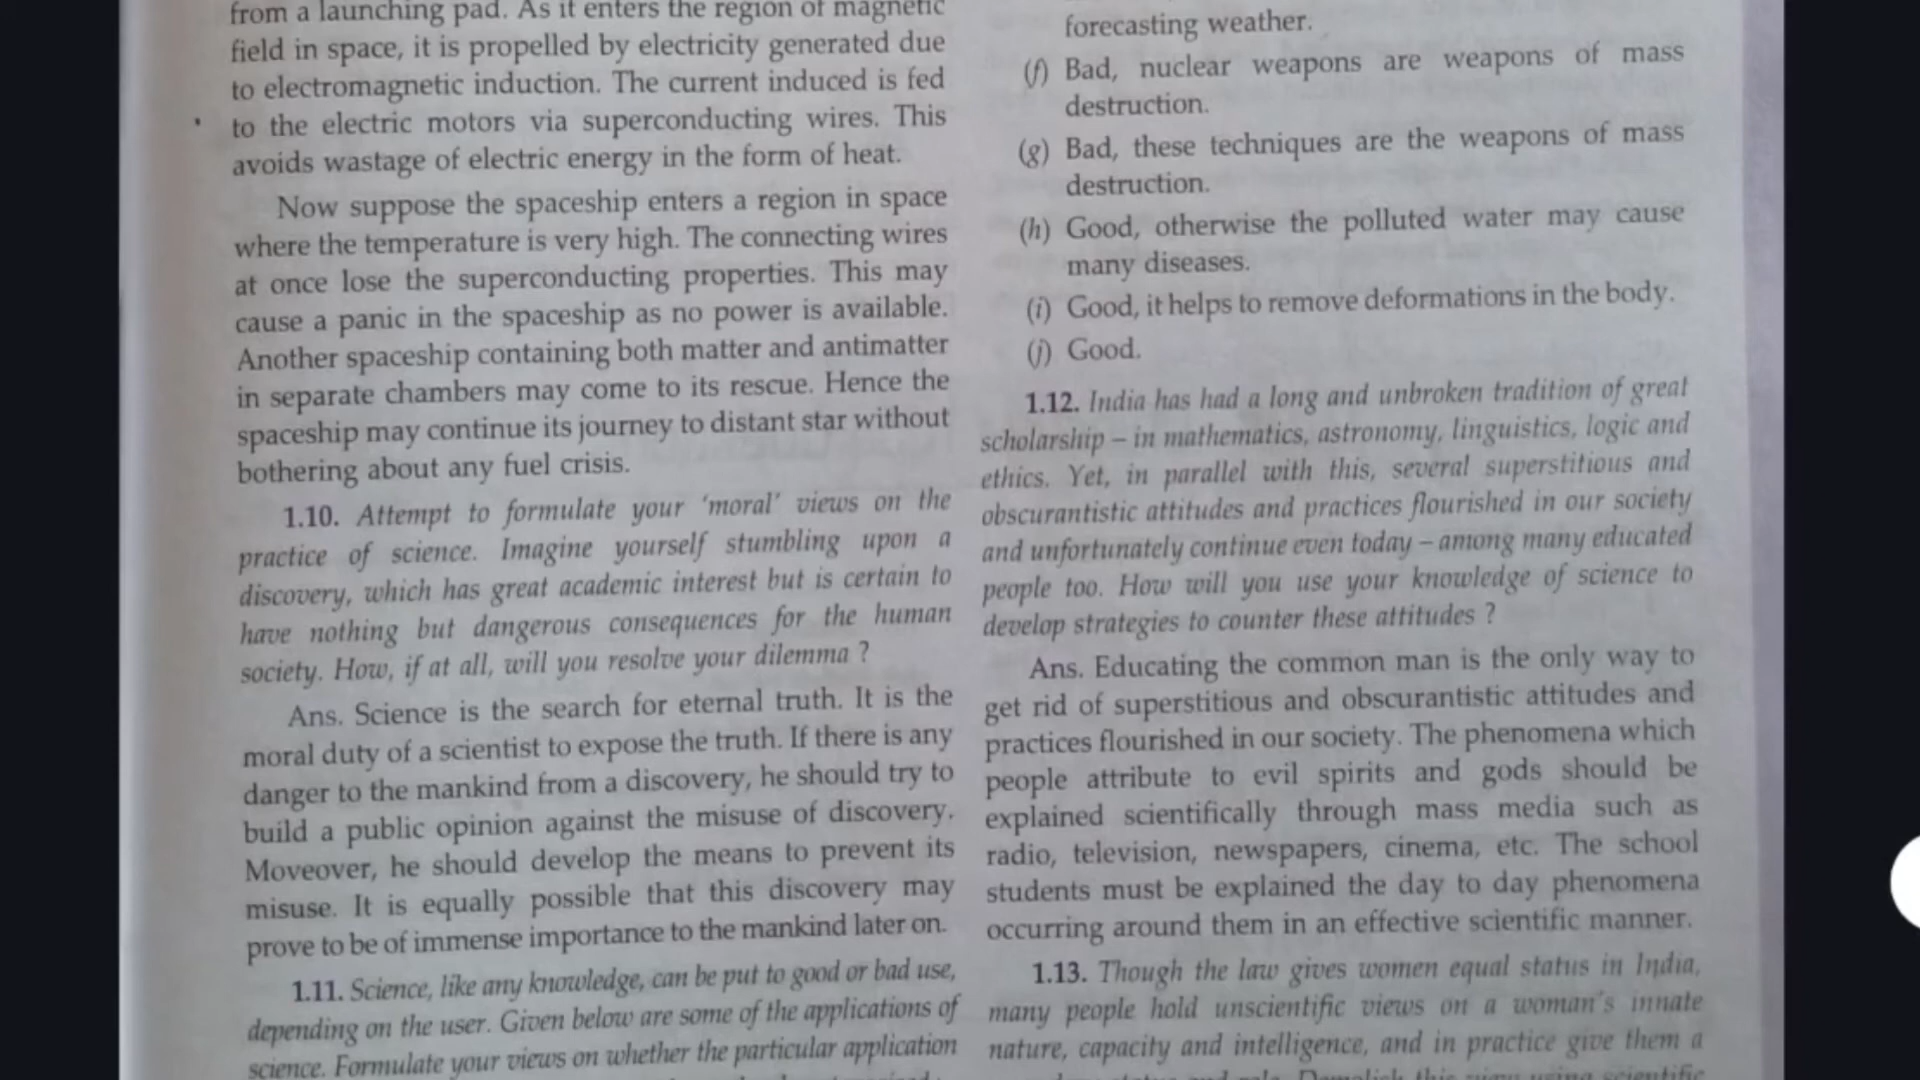 from a launching pad. As it enters the region of magnetic
field in space, it is propelled by electricity generated due
to electromagnetic induction. The current induced is fed
to the electric motors via superconducting wires. This
avoids wastage of electric energy in the form of heat.
Now suppose the spaceship enters a region in space
where the temperature is very high. The connecting wires
at once lose the superconducting properties. This may
cause a panic in the spaceship as no power is available.
Another spaceship containing both matter and antimatter
in separate chambers may come to its rescue. Hence the
spaceship may continue its journey to distant star without
bothering about any fuel crisis.
1.10. Attempt to formulate your ‘moral’ views on the
practice of science. Imagine yourself stumbling upon a
discovery, which has great academic interest but is certain to
have nothing but dangerous consequences for the human
society. How, if at all, will you resolve your dilemma ?
Ans. Science is the search for eternal truth. It is the
moral duty of a scientist to expose the truth. If there is any
danger to the mankind from a discovery, he should try to
build a public opinion against the misuse of discovery.
Moveover, he should develop the means to prevent its
misuse. It is equally possible that this discovery may
prove to be of immense importance to the mankind later on.
1.11. Science, like any knowledge, can be put to good or bad use,
depending on the user. Given below are some of the applications of
science. Formulate your views on whether the particular application
forecasting weather.
(f) Bad, nuclear weapons are weapons of mass
destruction.
(g) Bad, these techniques are the weapons of mass
destruction.
(h) Good, otherwise the polluted water may cause
many diseases.
(i) Good, it helps to remove deformations in the body.
(j) Good.
1.12. India has had a long and unbroken tradition of great
scholarship – in mathematics, astronomy, linguistics, logic and
ethics. Yet, in parallel with this, several superstitious and
obscurantistic attitudes and practices flourished in our society
and unfortunately continue even today – among many educated
people too. How will you use your knowledge of science to
develop strategies to counter these attitudes ?
Ans. Educating the common man is the only way to
get rid of superstitious and obscurantistic attitudes and
practices flourished in our society. The phenomena which
people attribute to evil spirits and gods should be
explained scientifically through mass media such as
radio, television, newspapers, cinema, etc. The school
students must be explained the day to day phenomena
occurring around them in an effective scientific manner.
1.13. Though the law gives women equal status in India,
many people hold unscientific views on a woman's innate
nature, capacity and intelligence, and in practice give them a